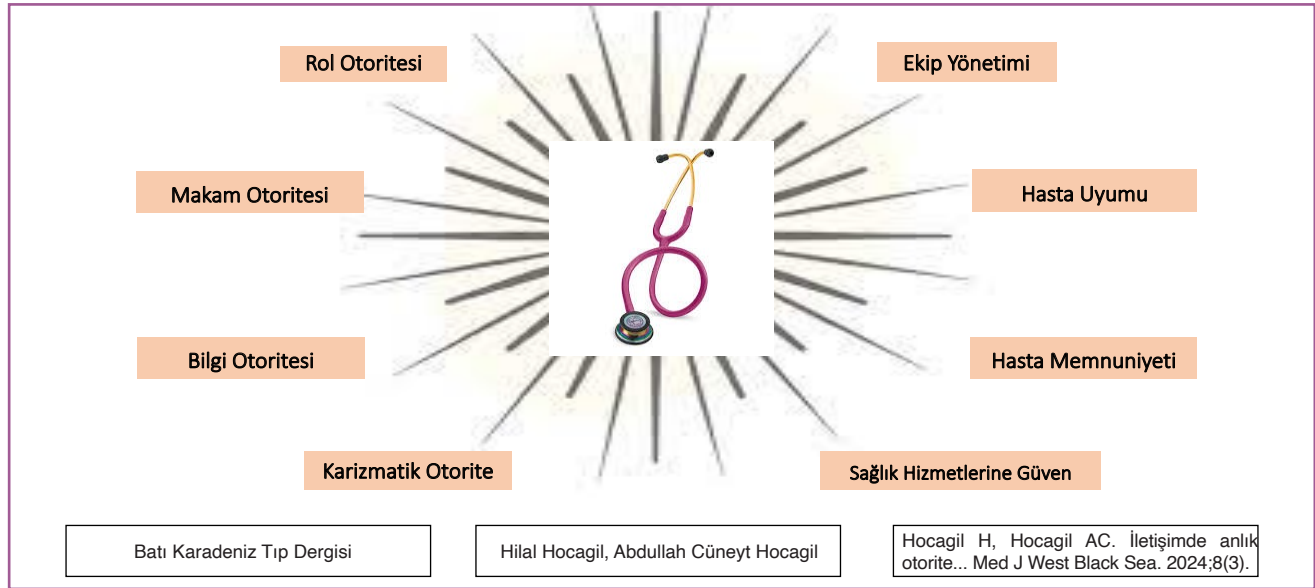 Rol Otoritesi
Ekip Yönetimi
Makam Otoritesi
Hasta Uyumu
Bilgi Otoritesi
Hasta Memnuniyeti
Karizmatik Otorite
Sağlık Hizmetlerine Güven
Batı Karadeniz Tıp Dergisi
Hilal Hocagil, Abdullah Cüneyt Hocagil
Hocagil H, Hocagil AC. İletişimde anlık
otorite... Med J West Black Sea. 2024;8(3).